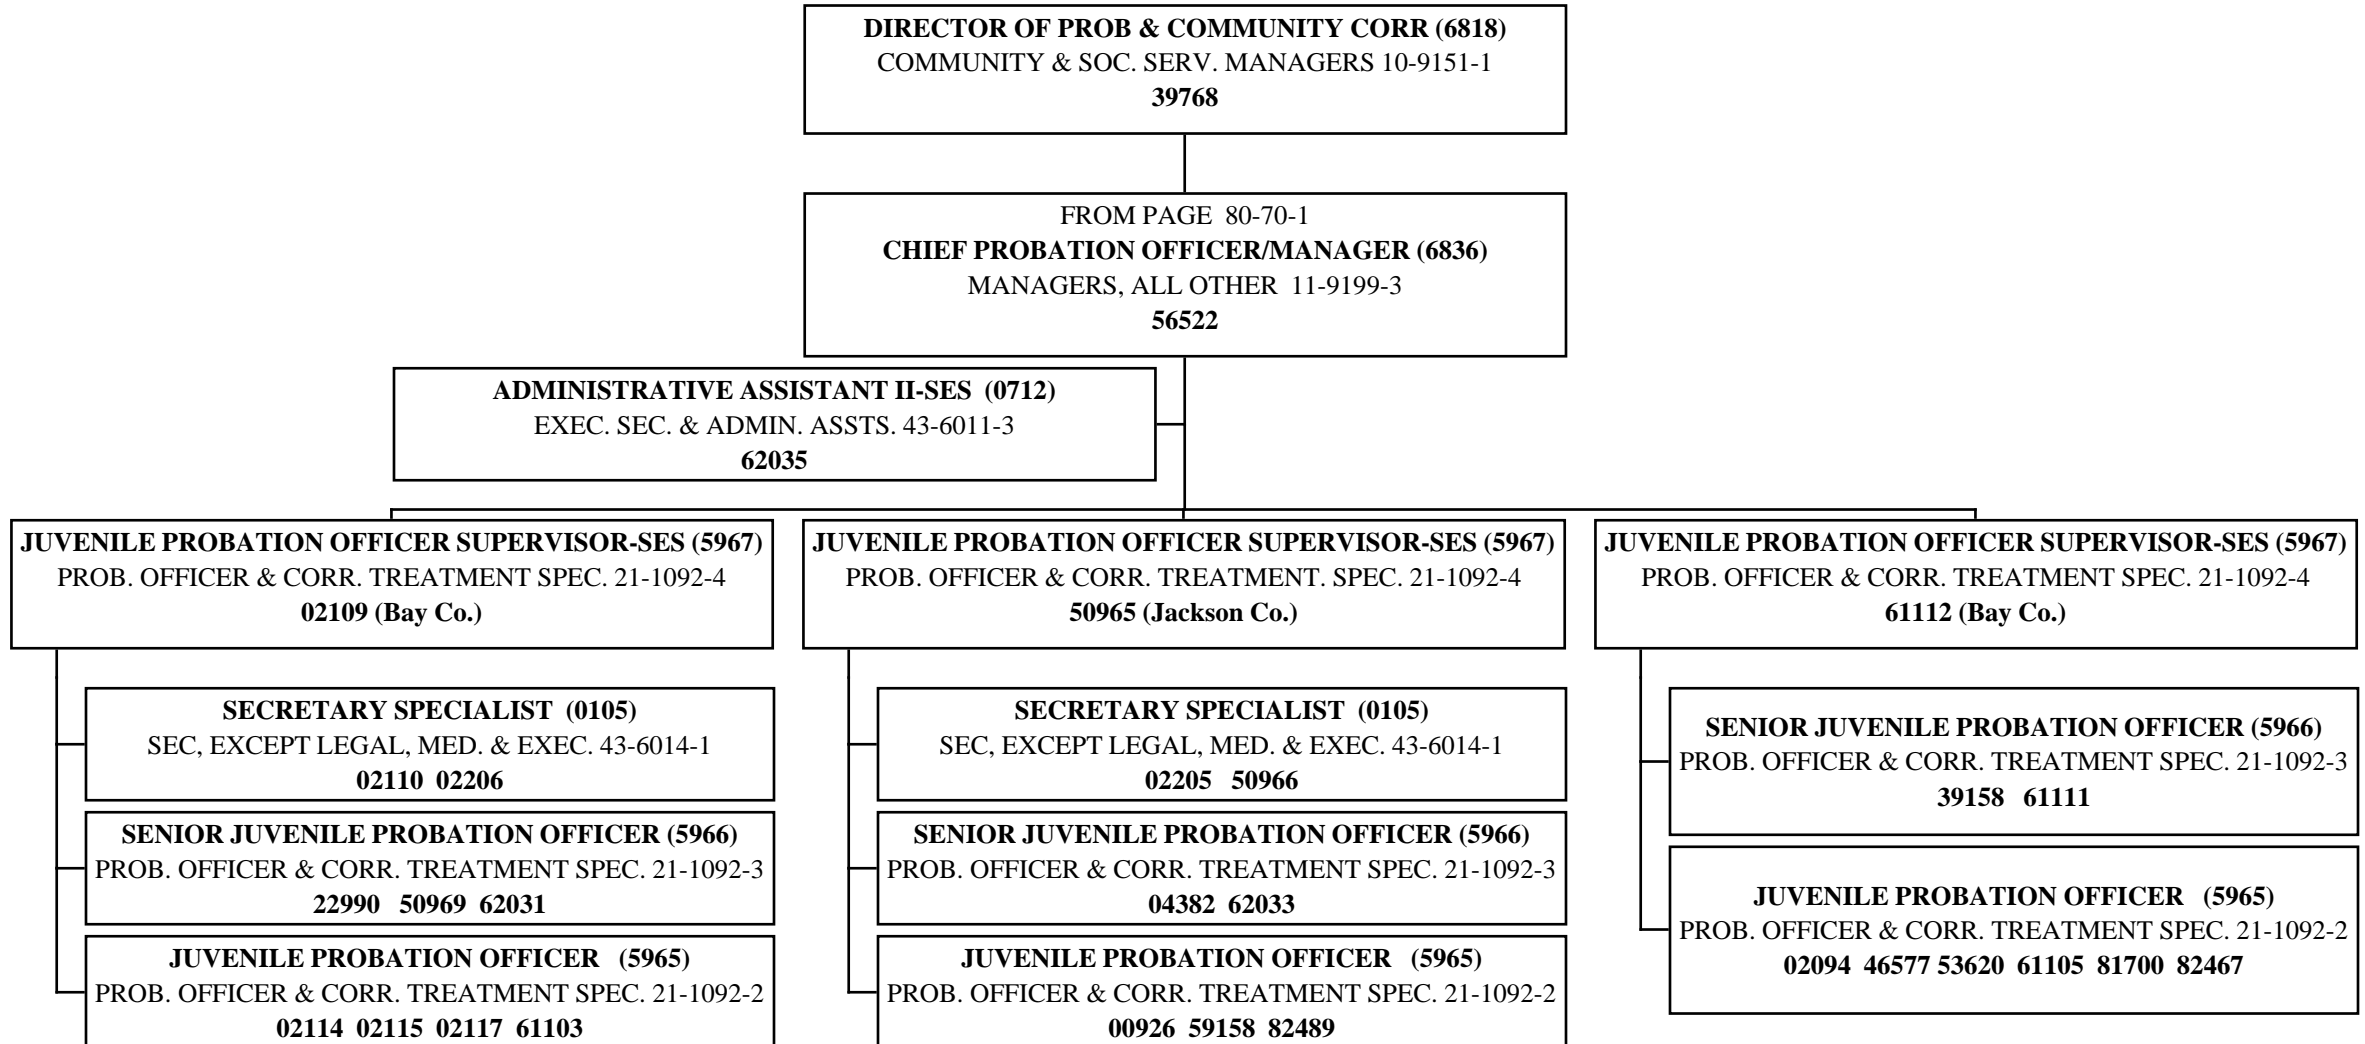 DIRECTOR OF PROB & COMMUNITY CORR (6818)
COMMUNITY & SOC. SERV. MANAGERS 10-9151-1
39768
FROM PAGE 80-70-1
CHIEF PROBATION OFFICER/MANAGER (6836)
MANAGERS, ALL OTHER 11-9199-3
56522
ADMINISTRATIVE ASSISTANT II-SES (0712)
EXEC. SEC. & ADMIN. ASSTS. 43-6011-3
62035
JUVENILE PROBATION OFFICER SUPERVISOR-SES (5967)
PROB. OFFICER & CORR. TREATMENT SPEC. 21-1092-4
02109 (Bay Co.)
SECRETARY SPECIALIST (0105)
SEC, EXCEPT LEGAL, MED. & EXEC. 43-6014-1
02110 02206
SENIOR JUVENILE PROBATION OFFICER (5966)
PROB. OFFICER & CORR. TREATMENT SPEC. 21-1092-3
22990 50969 62031
JUVENILE PROBATION OFFICER (5965)
PROB. OFFICER & CORR. TREATMENT SPEC. 21-1092-2
02114 02115 02117 61103
JUVENILE PROBATION OFFICER SUPERVISOR-SES (5967)
PROB. OFFICER & CORR. TREATMENT. SPEC. 21-1092-4
50965 (Jackson Co.)
SECRETARY SPECIALIST (0105)
SEC, EXCEPT LEGAL, MED. & EXEC. 43-6014-1
02205 50966
SENIOR JUVENILE PROBATION OFFICER (5966)
PROB. OFFICER & CORR. TREATMENT SPEC. 21-1092-3
04382 62033
JUVENILE PROBATION OFFICER (5965)
PROB. OFFICER & CORR. TREATMENT SPEC. 21-1092-2
00926 59158 82489
JUVENILE PROBATION OFFICER SUPERVISOR-SES (5967)
PROB. OFFICER & CORR. TREATMENT SPEC. 21-1092-4
61112 (Bay Co.)
SENIOR JUVENILE PROBATION OFFICER (5966)
PROB. OFFICER & CORR. TREATMENT SPEC. 21-1092-3
39158 61111
JUVENILE PROBATION OFFICER (5965)
PROB. OFFICER & CORR. TREATMENT SPEC. 21-1092-2
02094 46577 53620 61105 81700 82467